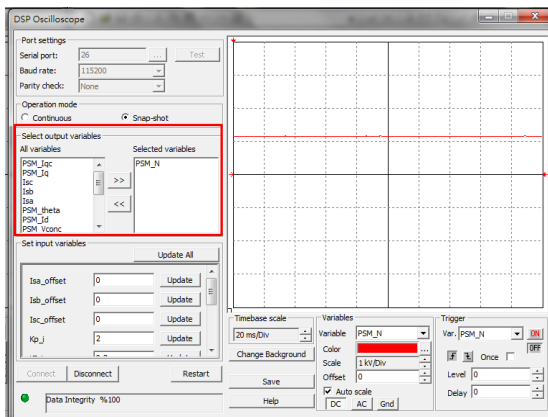 DSP Oscilloscope
Port settings
Serial port: 26 ... Test
Baud rate: 115200
Parity check: None
Operation mode
Continuous Snap-shot
Select output variables
All variables Selected variables
PSM_Iqc PSM_N
PSM_Iq
Isc >>
Isb
Isa <<
PSM_theta
PSM_Id
PSM_Vconc
Set input variables
Update All
Isa_offset 0 Update
Isb_offset 0 Update
Isc_offset 0 Update
Kp_i 2 Update
Connect Disconnect Restart
Data Integrity %100
Timebase scale
20 ms/Div
Change Background
Save
Help
Variables
Variable PSM_N
Color ...
Scale 1 kV/Div
Offset 0
Auto scale
DC AC Gnd
Trigger
Var. PSM_N ON
OFF
Once
Level 0
Delay 0